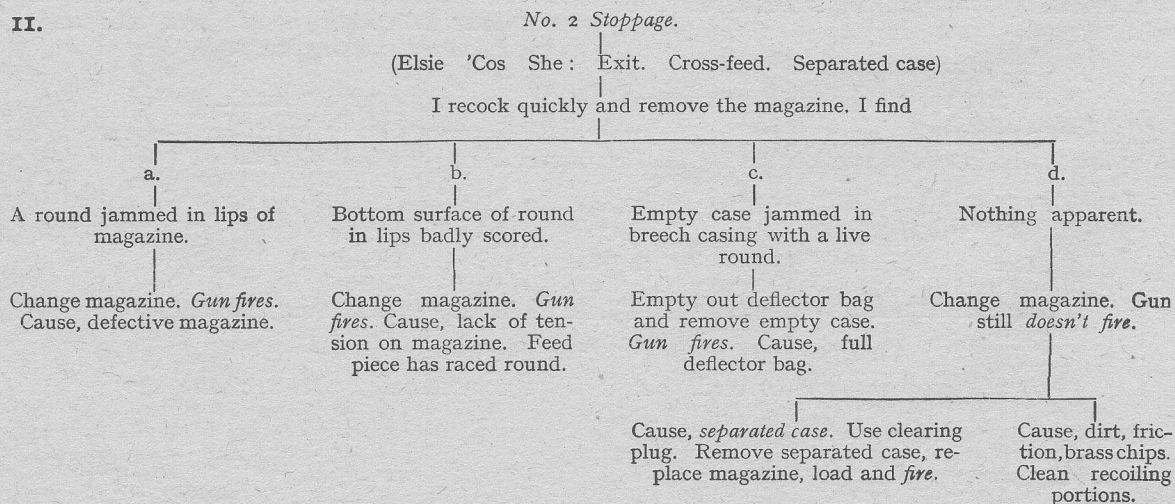 II.
No. 2 Stoppage.
(Elsie 'Cos She: Exit. Cross-feed. Separated case)
I recock quickly and remove the magazine. I find
a.
A round jammed in lips of
magazine.
Change magazine. Gun fires.
Cause, defective magazine.
b.
Bottom surface of round
in lips badly scored.
Change magazine. Gun
fires. Cause, lack of ten-
sion on magazine. Feed
piece has raced round.
c.
Empty case jammed in
breech casing with a live
round.
Empty out deflector bag
and remove empty case.
Gun fires. Cause, full
deflector bag.
d.
Nothing apparent.
Change magazine. Gun
still doesn't fire.
Cause, separated case. Use clearing
plug. Remove separated case, re-
place magazine, load and fire.
Cause, dirt, fric-
tion, brass chips.
Clean recoiling
portions.